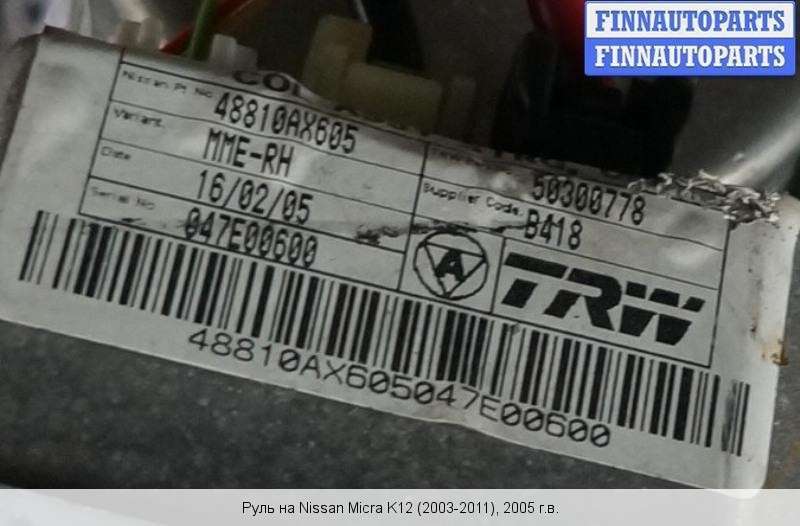 FINNAUTOPARTS
FINNAUTOPARTS
COL
Nissan Pt No 48810AX605
Variant. MME-RH
Date 16/02/05
Serial No 047E00600
50300778
Supplier Code. B418
A
TRW
48810AX605047E00600
Руль на Nissan Micra K12 (2003-2011), 2005 г.в.